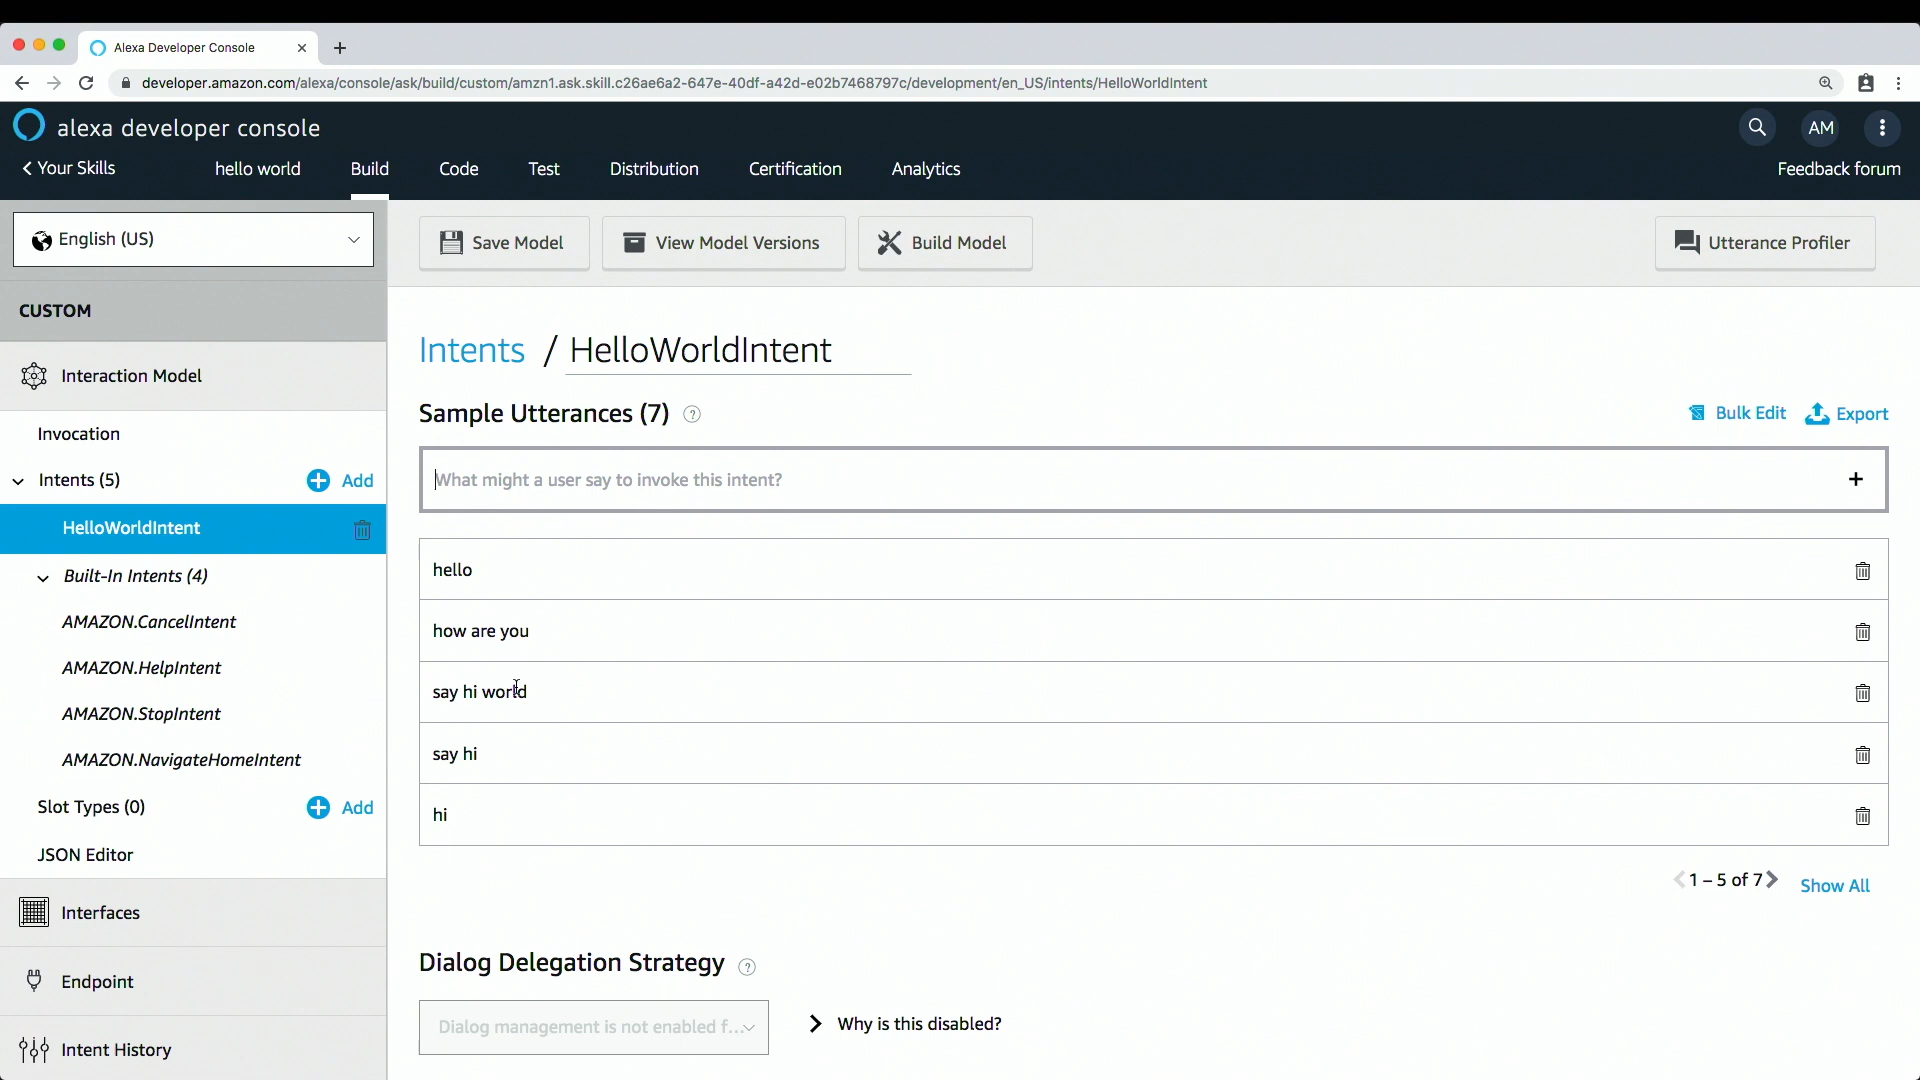 Alexa Developer Console
developer.amazon.com/alexa/console/ask/build/custom/amzn1.ask.skill.c26ae6a2-647e-40df-a42d-e02b7468797c/development/en_US/intents/HelloWorldIntent
alexa developer console
AM
Your Skills
hello world
Build
Code
Test
Distribution
Certification
Analytics
Feedback forum
English (US)
Save Model
View Model Versions
Build Model
Utterance Profiler
CUSTOM
Interaction Model
Invocation
Intents (5)
Add
HelloWorldIntent
Built-In Intents (4)
AMAZON.CancelIntent
AMAZON.HelpIntent
AMAZON.StopIntent
AMAZON.NavigateHomeIntent
Slot Types (0)
Add
JSON Editor
Interfaces
Endpoint
Intent History
Intents / HelloWorldIntent
Sample Utterances (7) ?
Bulk Edit
Export
What might a user say to invoke this intent?
hello
how are you
say hi world
say hi
hi
1 – 5 of 7
Show All
Dialog Delegation Strategy ?
Dialog management is not enabled f...
Why is this disabled?